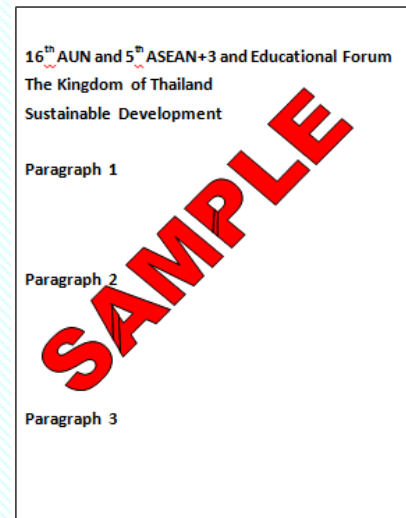 16th AUN and 5th ASEAN+3 and Educational Forum
The Kingdom of Thailand
Sustainable Development
Paragraph 1
SAMPLE
Paragraph 2
Paragraph 3